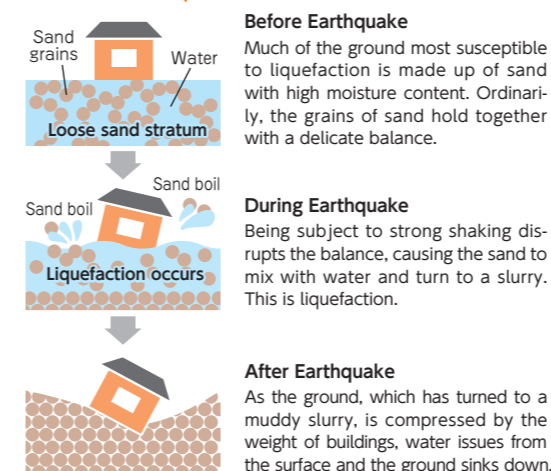 Before Earthquake
Much of the ground most susceptible
to liquefaction is made up of sand
with high moisture content. Ordinari-
ly, the grains of sand hold together
with a delicate balance.
Sand
grains
Water
Loose sand stratum
During Earthquake
Being subject to strong shaking dis-
rupts the balance, causing the sand to
mix with water and turn to a slurry.
This is liquefaction.
Sand boil
Sand boil
Liquefaction occurs
After Earthquake
As the ground, which has turned to a
muddy slurry, is compressed by the
weight of buildings, water issues from
the surface and the ground sinks down.